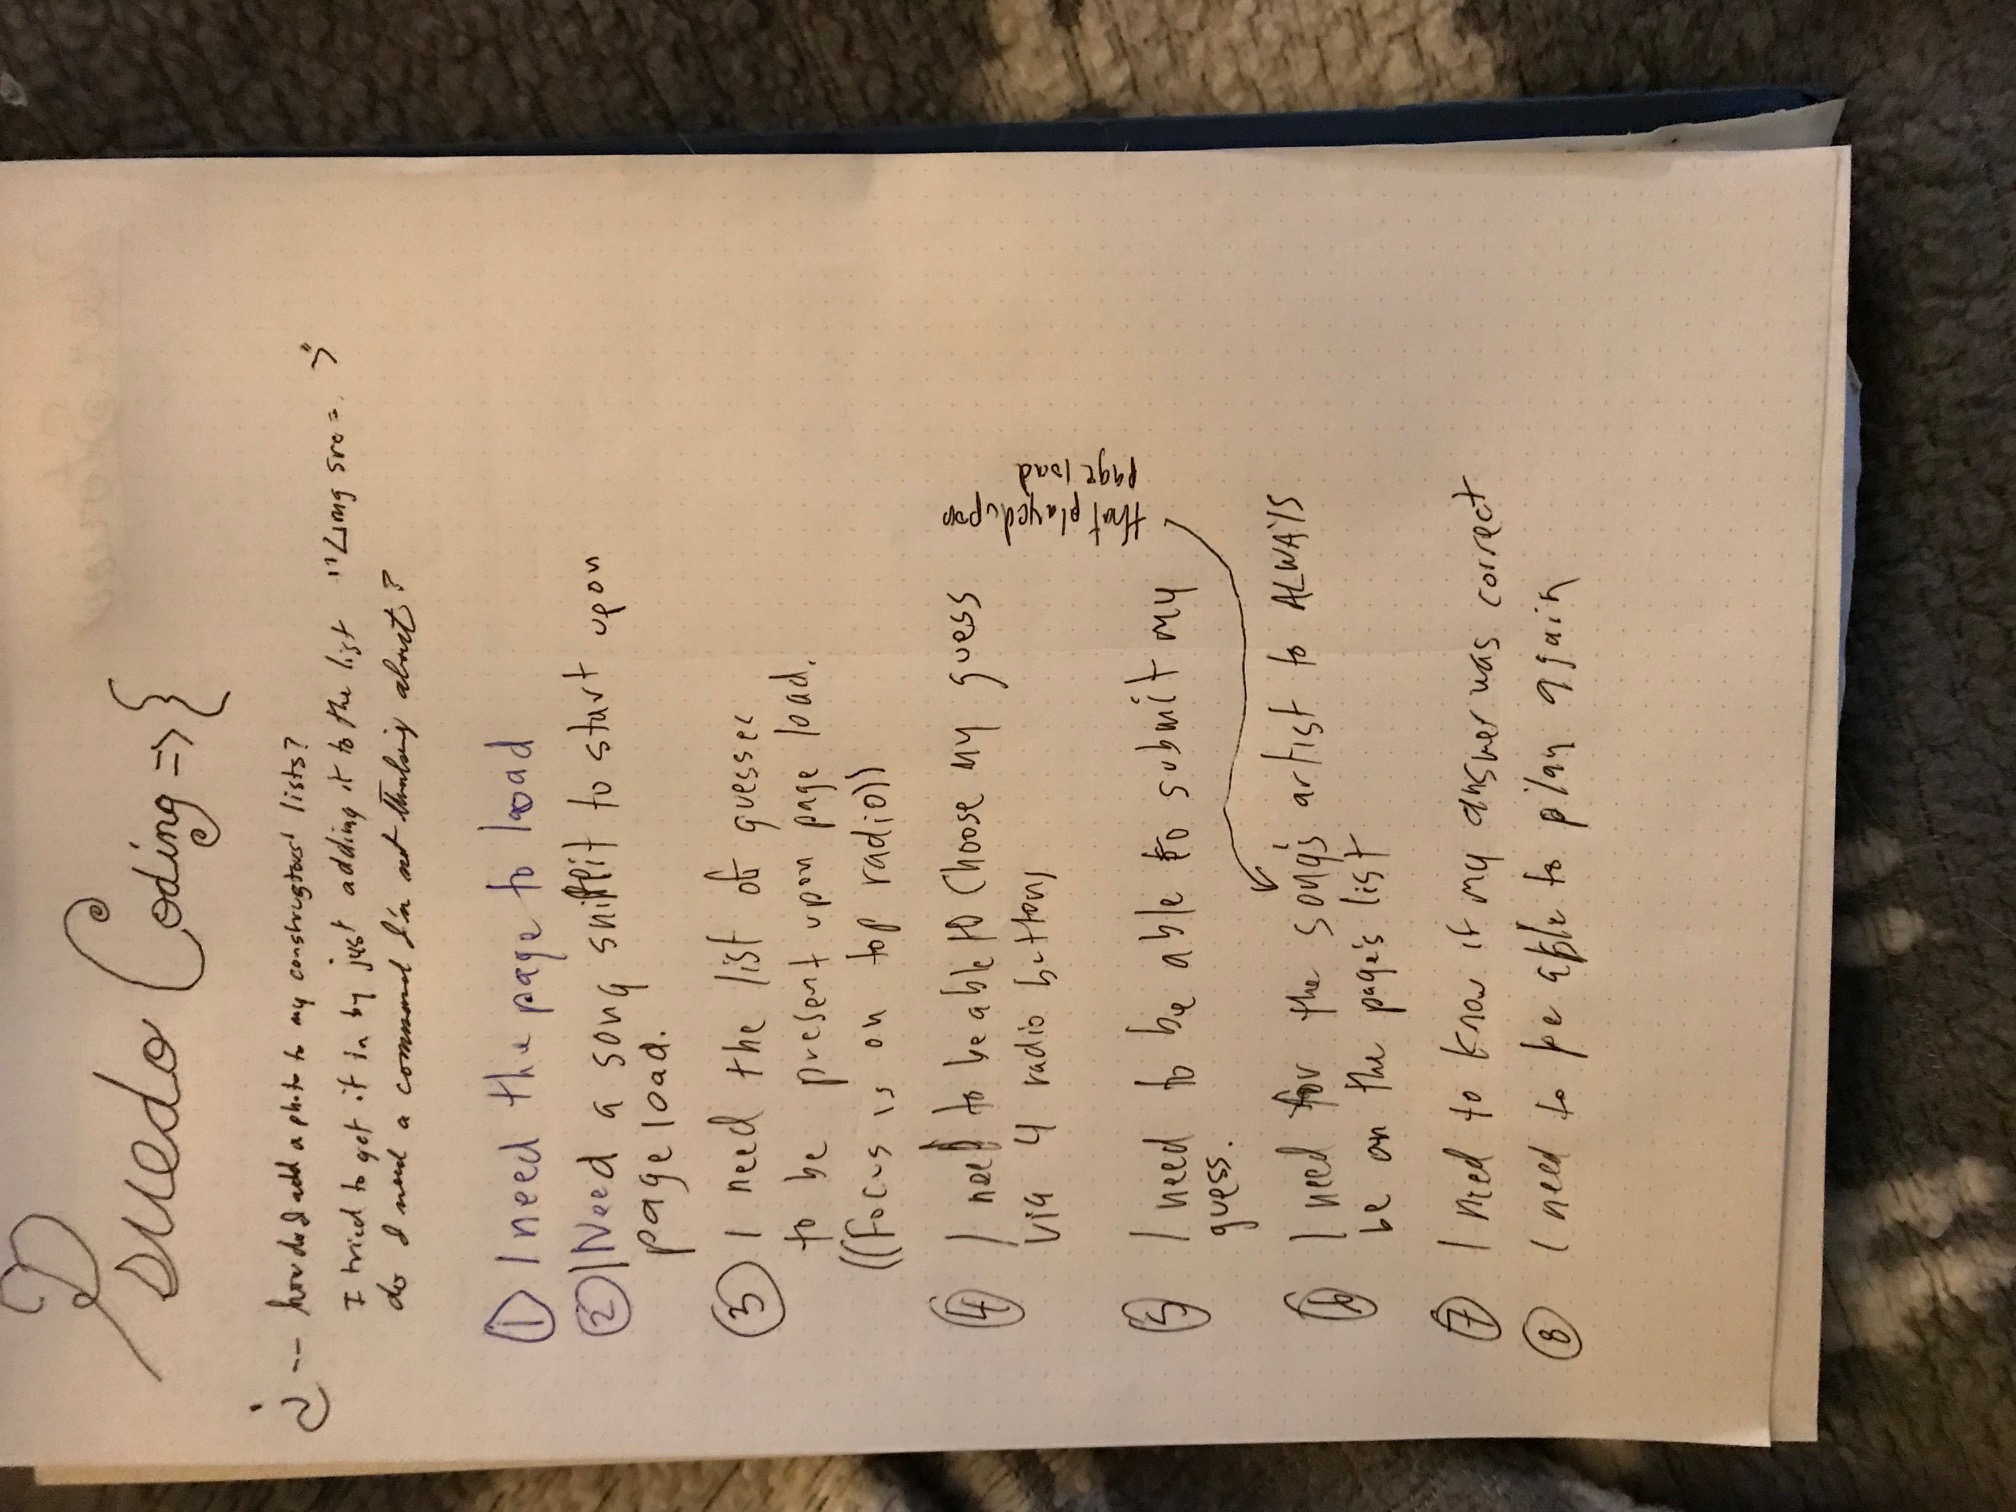 Psuedo Coding => {
¿ -- how do I add a photo to my constructors' lists?
I tried to get it in by just adding it to the list "<img src= >"
do I need a command I'm not thinking about?
① I need the page to load
② I Need a song snippit to start upon
page load.
③ I need the list of guesses
to be present upon page load.
((focus is on top radio))
④ I need to be able to choose my guess
via 4 radio buttons
⑤ I need to be able to submit my
guess.
that played upon
page load
⑥ I need for the song's artist to ALWAYS
be on the page's list
⑦ I need to know if my answer was correct
⑧ I need to be able to play again